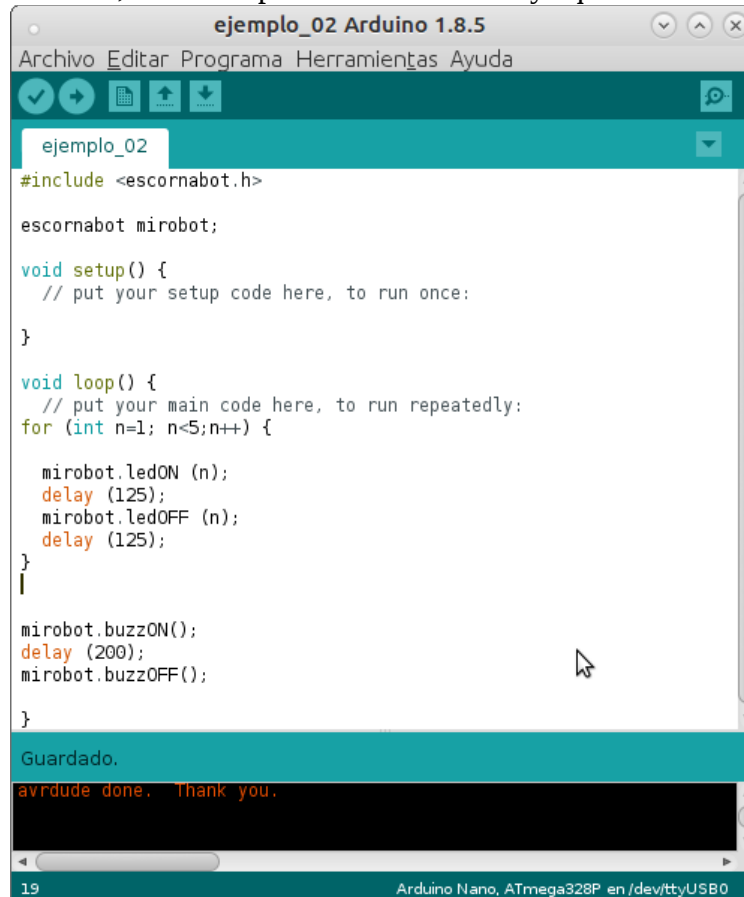 ejemplo_02 Arduino 1.8.5
Archivo Editar Programa Herramientas Ayuda
ejemplo_02
#include <escornabot.h>
escornabot mirobot;
void setup() {
// put your setup code here, to run once:
}
void loop() {
// put your main code here, to run repeatedly:
for (int n=1; n<5;n++) {
mirobot.ledON (n);
delay (125);
mirobot.ledOFF (n);
delay (125);
}
mirobot.buzzON();
delay (200);
mirobot.buzzOFF();
}
Guardado.
avrdude done.  Thank you.
19 Arduino Nano, ATmega328P en /dev/ttyUSB0